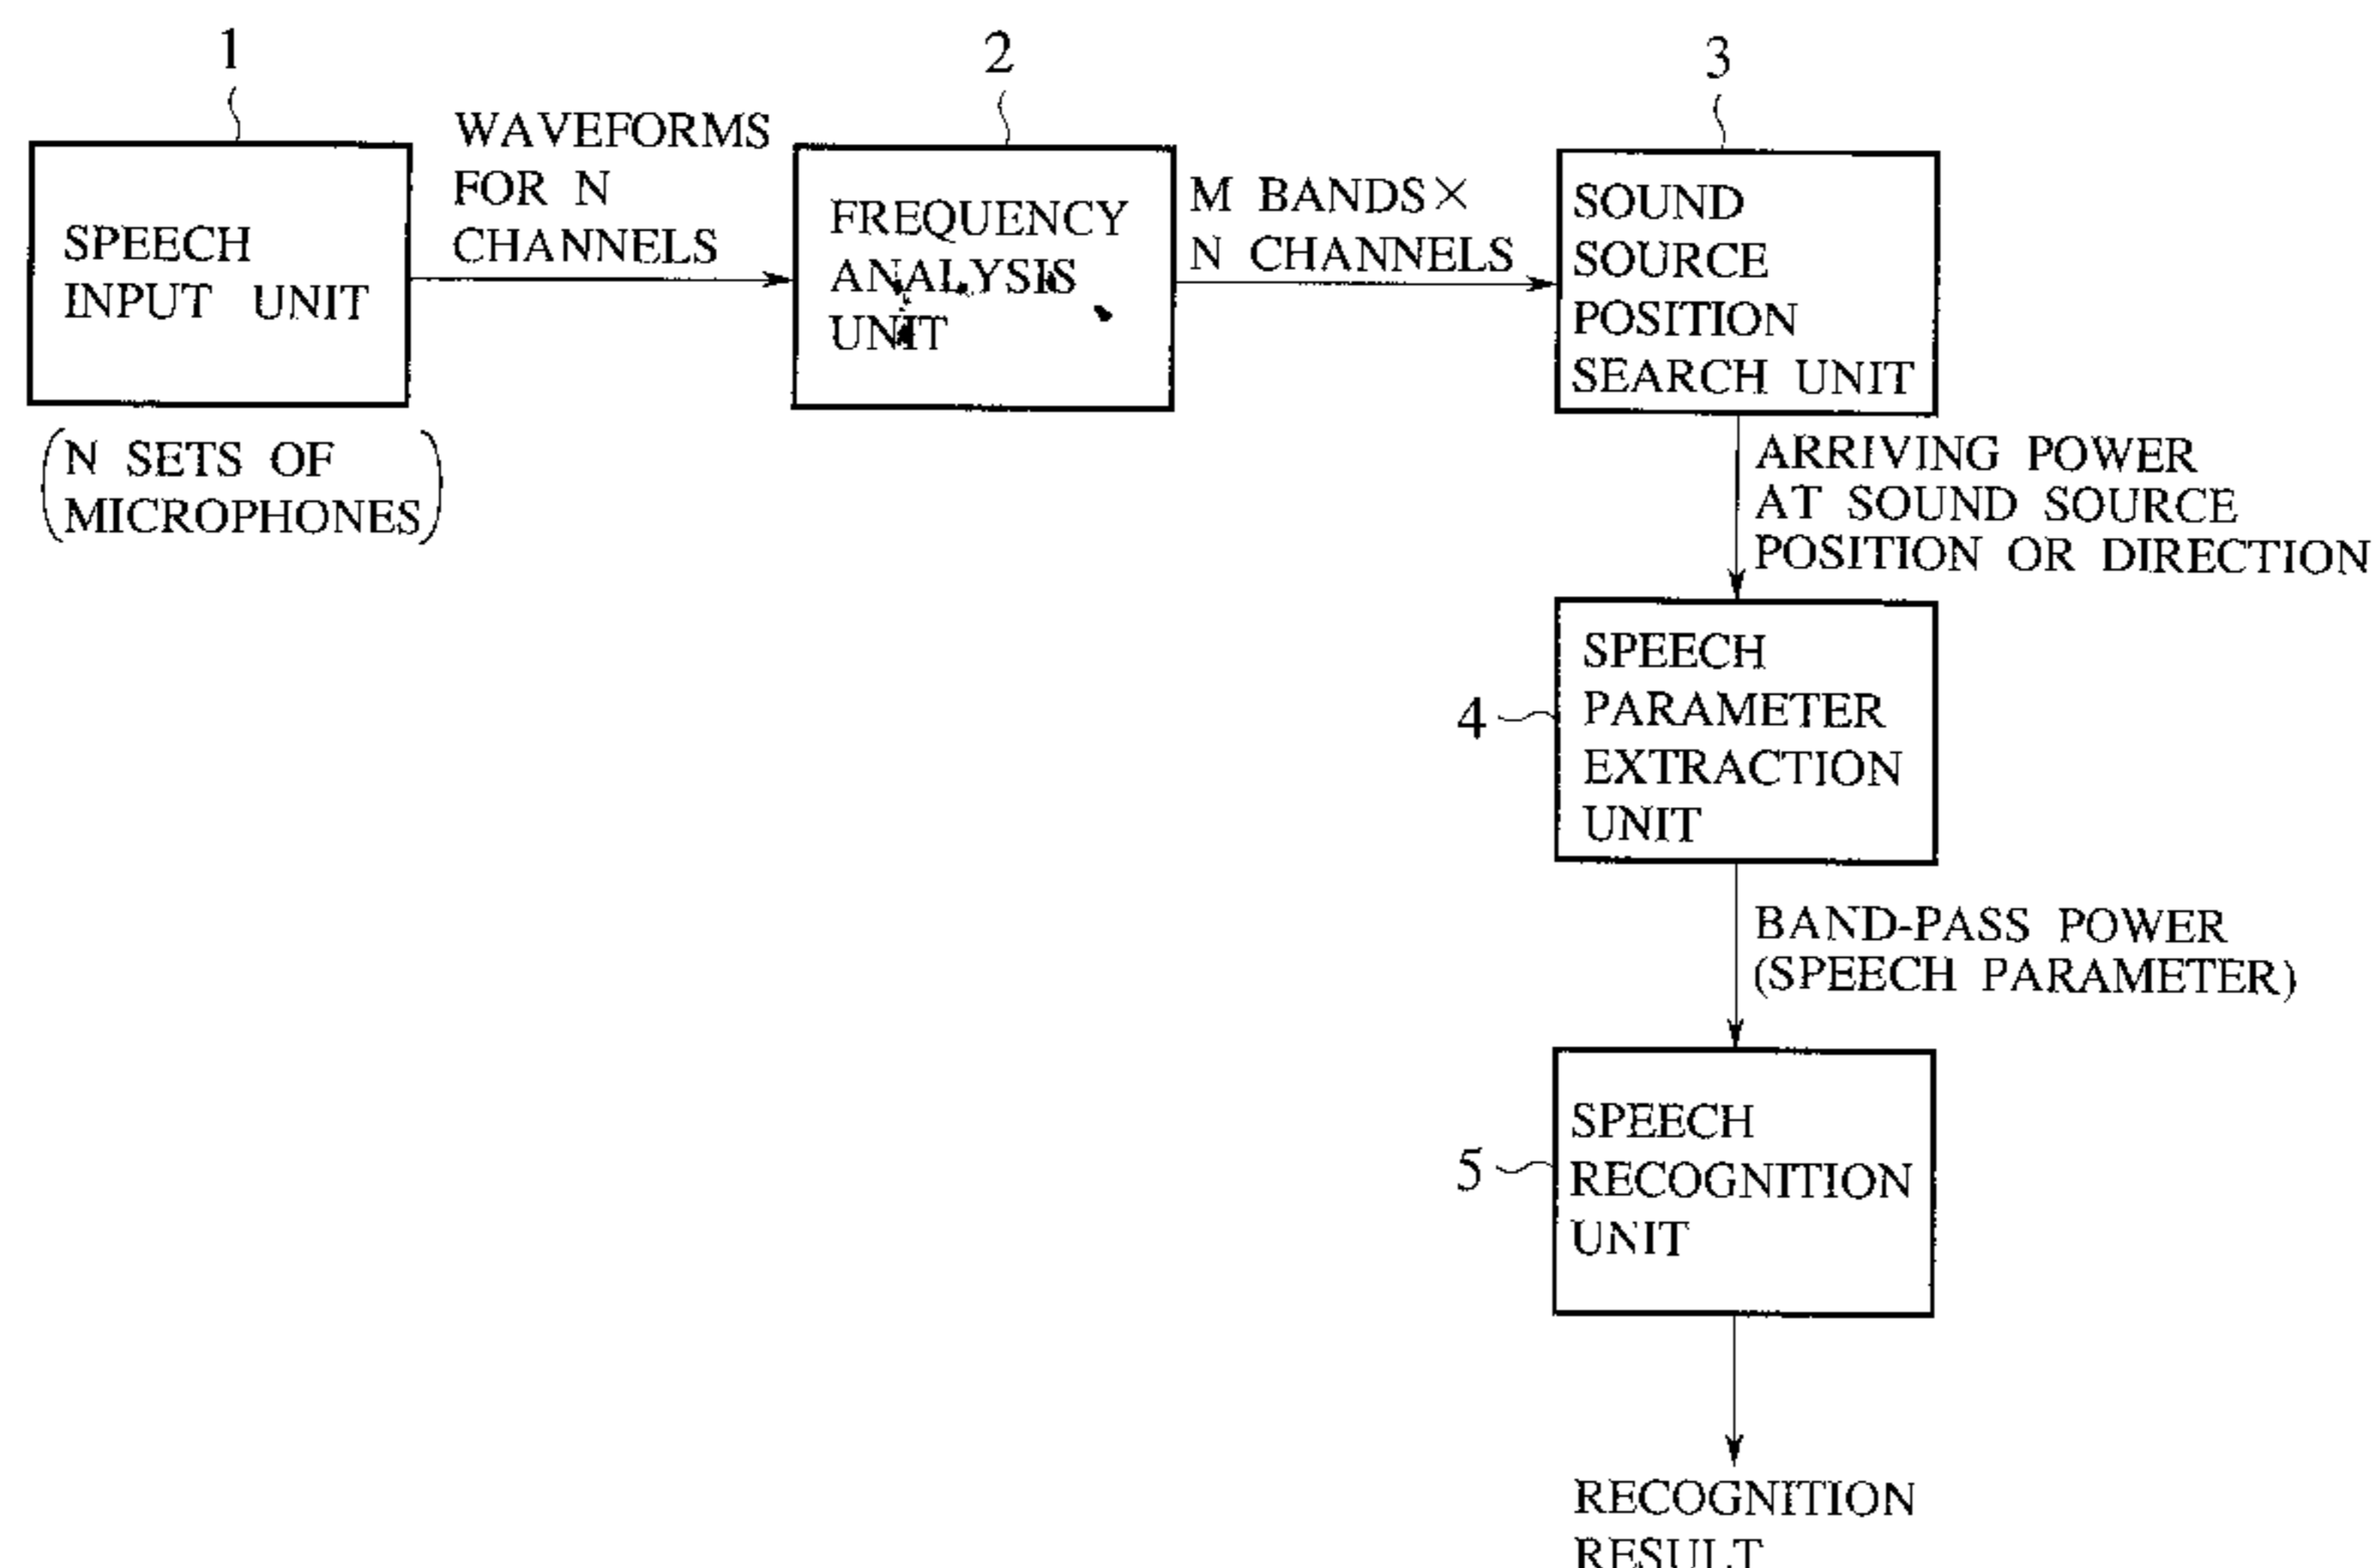 1
SPEECH
INPUT UNIT
(N SETS OF
MICROPHONES)
WAVEFORMS
FOR N
CHANNELS
2
FREQUENCY
ANALYSIS
UNIT
M BANDS×
N CHANNELS
3
SOUND
SOURCE
POSITION
SEARCH UNIT
ARRIVING POWER
AT SOUND SOURCE
POSITION OR DIRECTION
4
SPEECH
PARAMETER
EXTRACTION
UNIT
BAND-PASS POWER
(SPEECH PARAMETER)
5
SPEECH
RECOGNITION
UNIT
RECOGNITION
RESULT